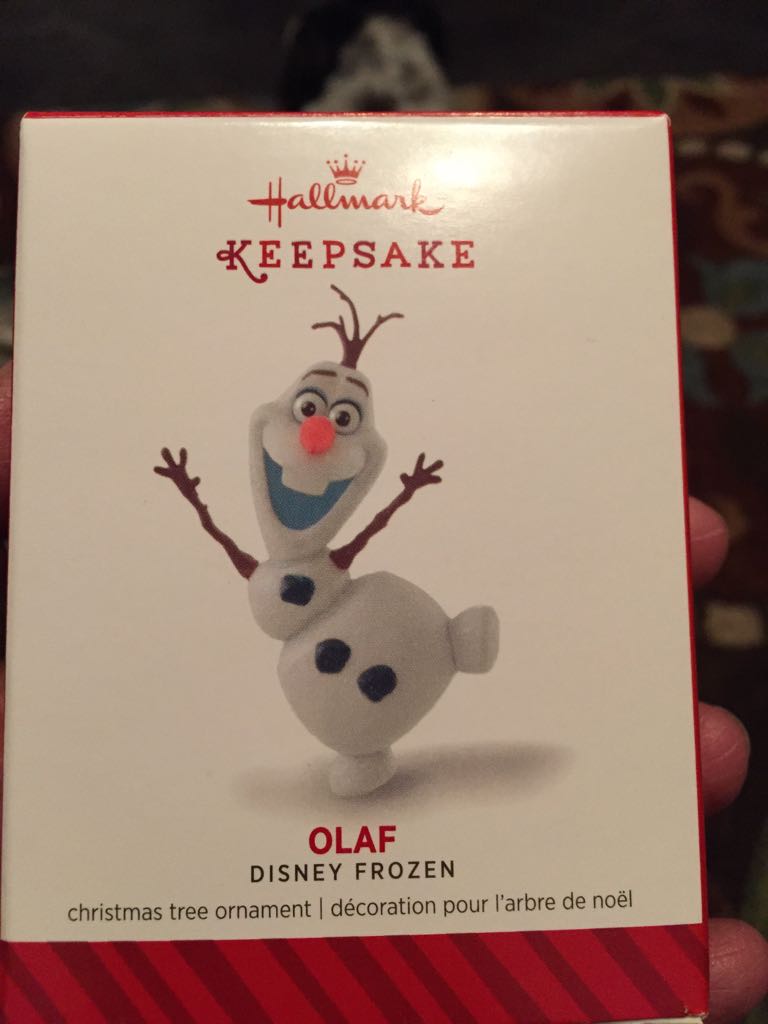 Hallmark
KEEPSAKE
OLAF
DISNEY FROZEN
christmas tree ornament | décoration pour l'arbre de noël